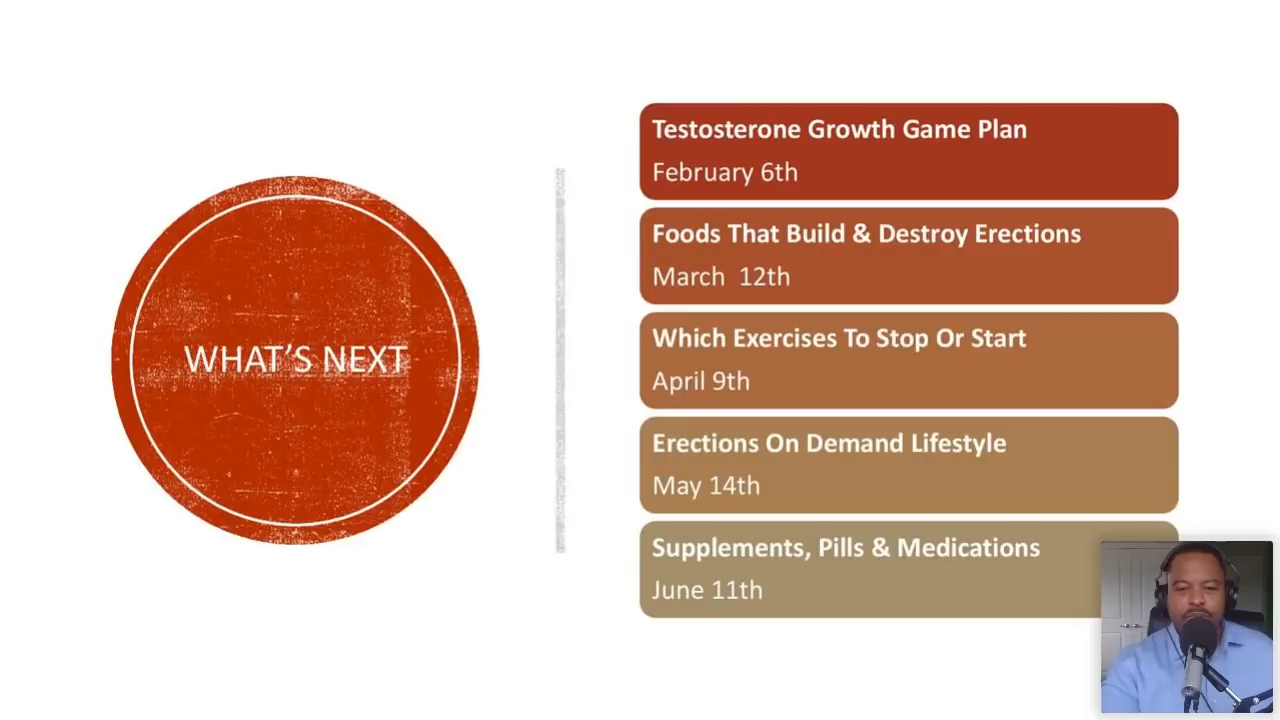 WHAT'S NEXT
Testosterone Growth Game Plan
February 6th
Foods That Build & Destroy Erections
March  12th
Which Exercises To Stop Or Start
April 9th
Erections On Demand Lifestyle
May 14th
Supplements, Pills & Medications
June 11th